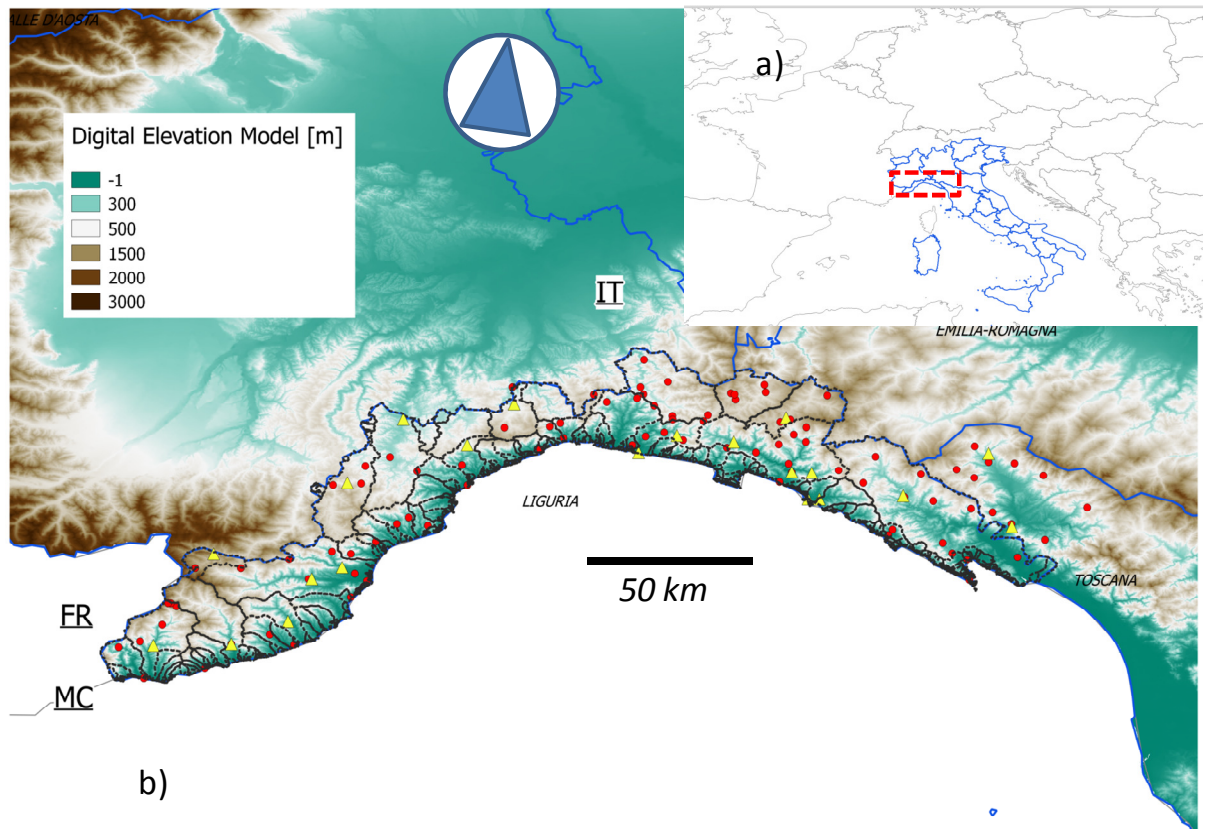 ALLE D'AOSTA
a)
Digital Elevation Model [m]
-1
300
500
1500
2000
3000
IT
EMILIA-ROMAGNA
LIGURIA
50 km
TOSCANA
FR
MC
b)